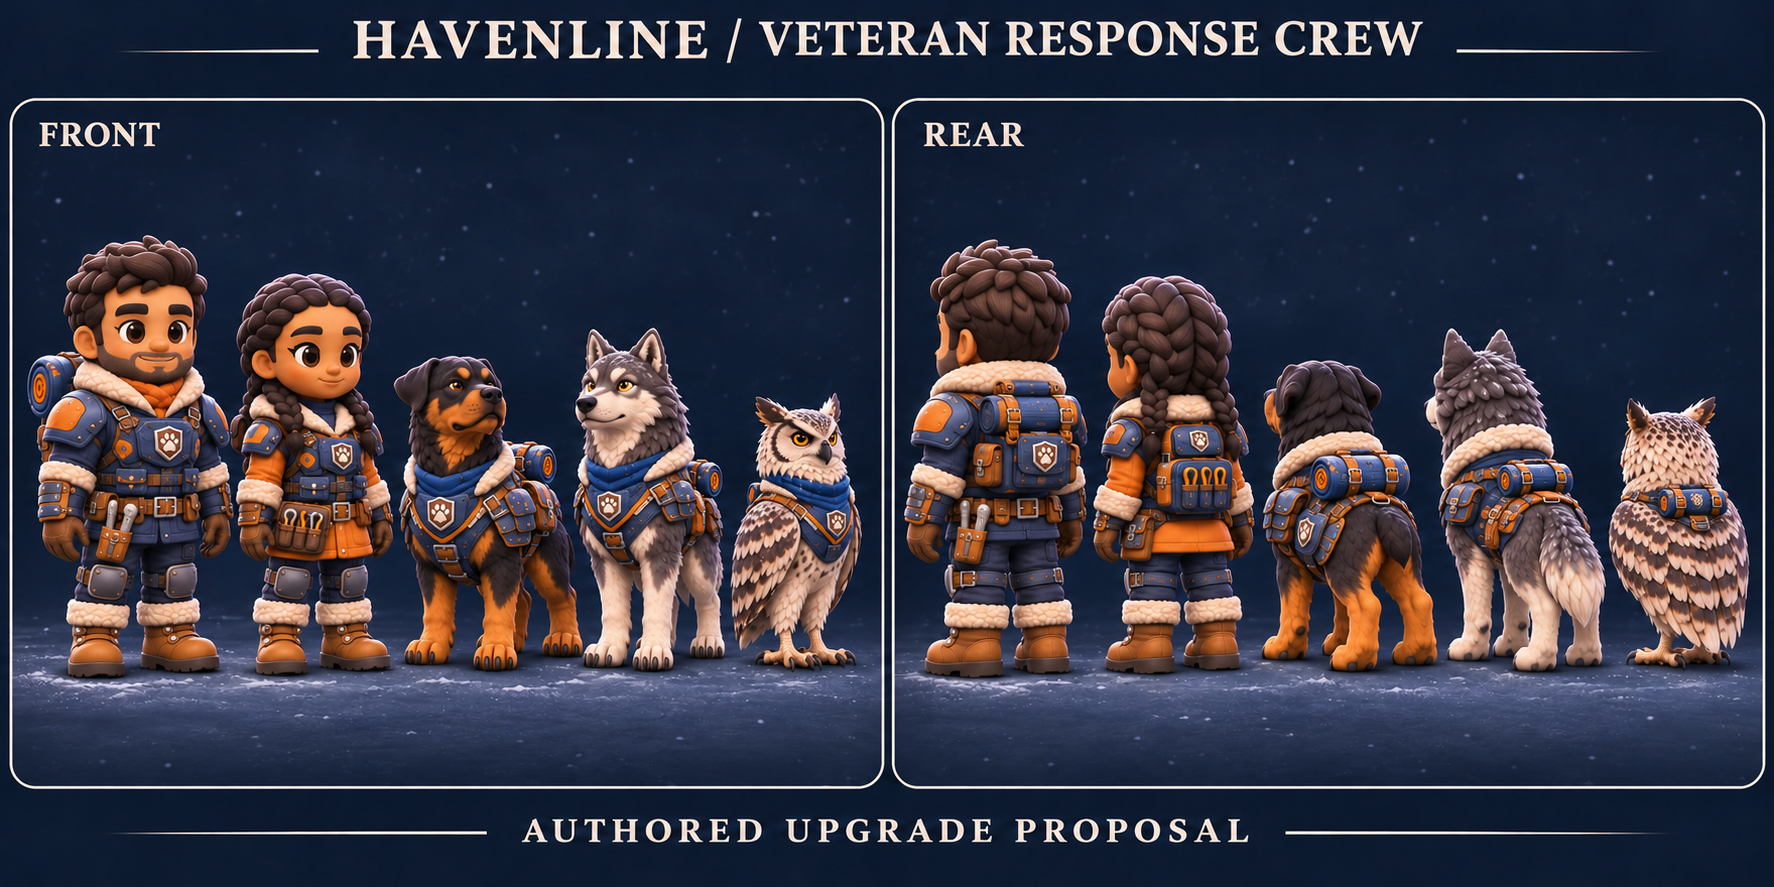 HAVENLINE / VETERAN RESPONSE CREW
FRONT
REAR
AUTHORED UPGRADE PROPOSAL